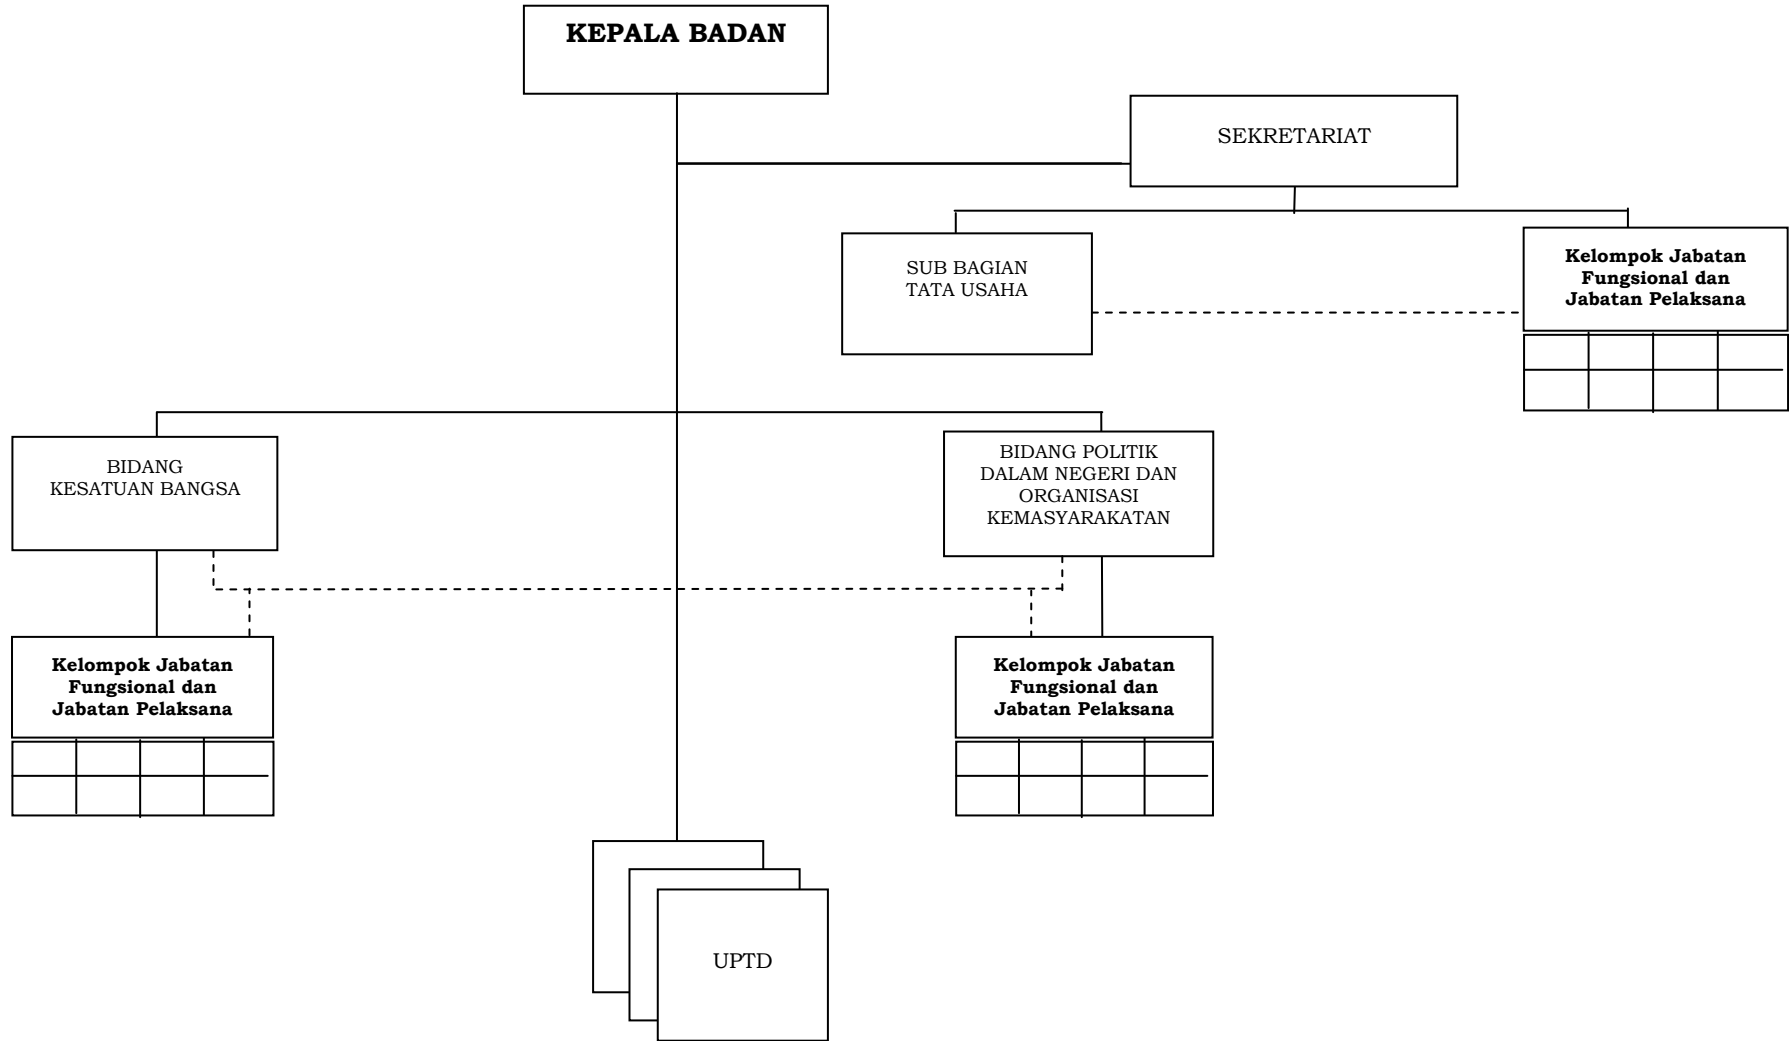 KEPALA BADAN
SEKRETARIAT
SUB BAGIAN
TATA USAHA
Kelompok Jabatan
Fungsional dan
Jabatan Pelaksana
BIDANG
KESATUAN BANGSA
BIDANG POLITIK
DALAM NEGERI DAN
ORGANISASI
KEMASYARAKATAN
Kelompok Jabatan
Fungsional dan
Jabatan Pelaksana
Kelompok Jabatan
Fungsional dan
Jabatan Pelaksana
UPTD